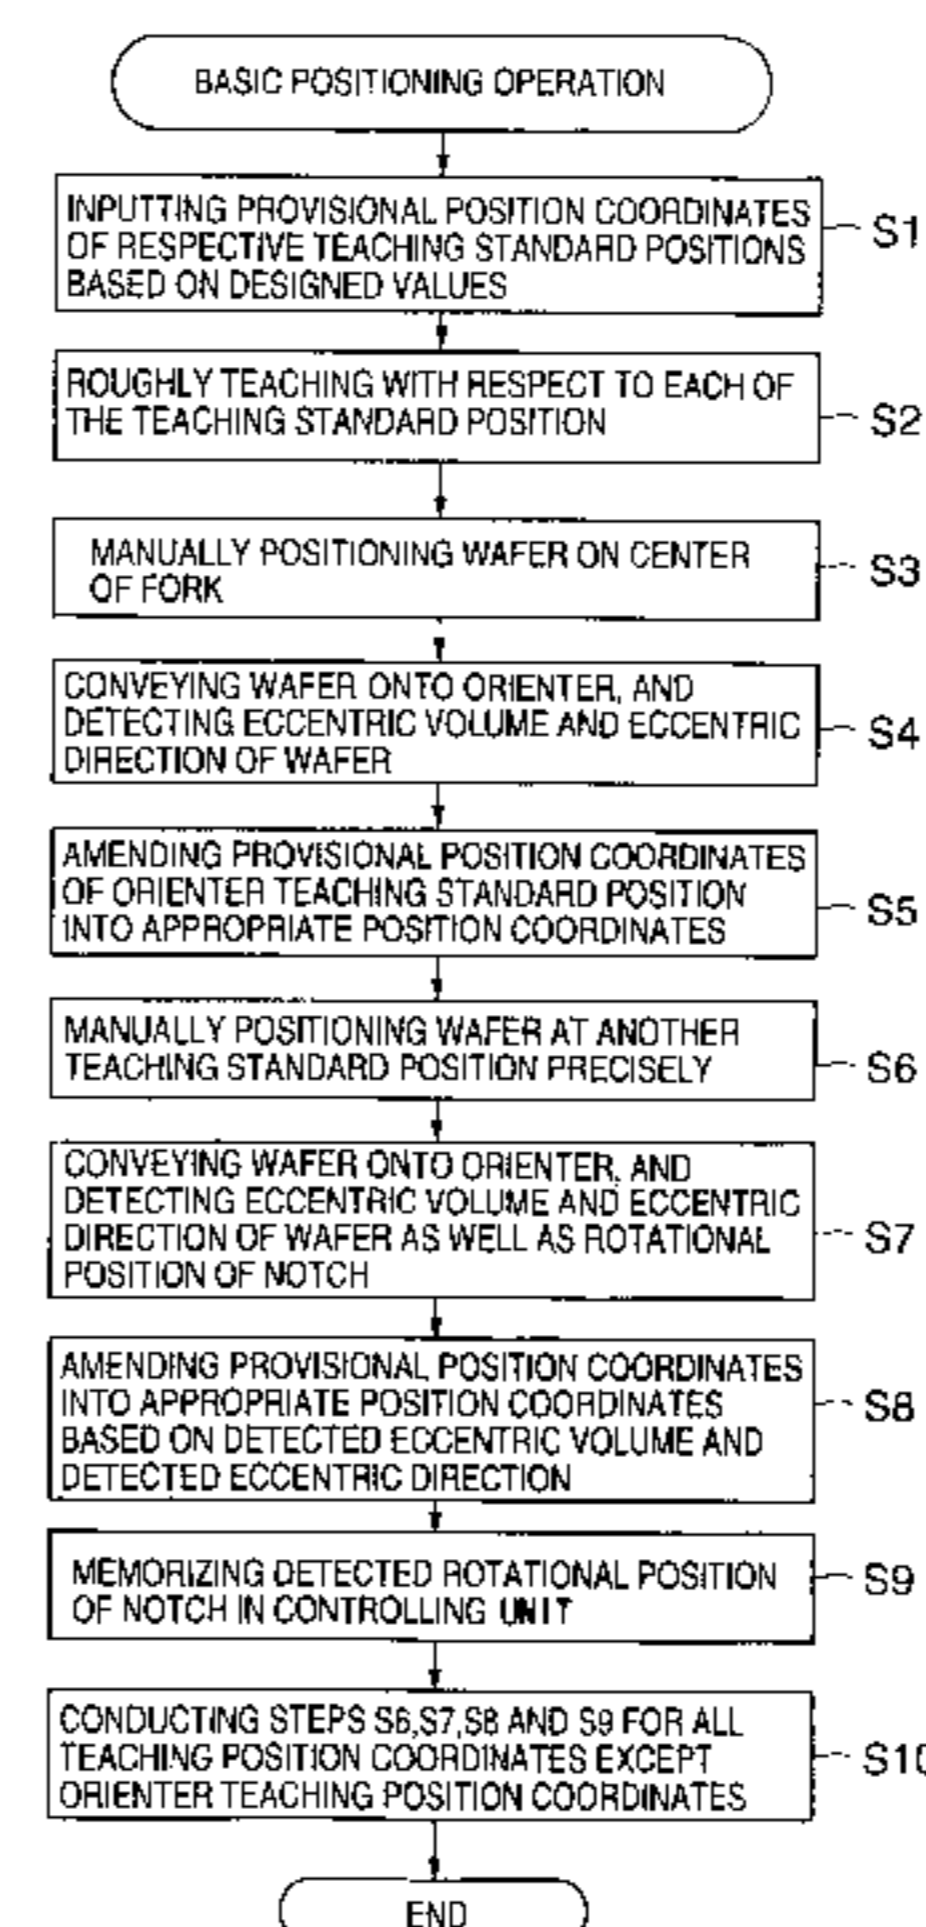 BASIC POSITIONING OPERATION
INPUTTING PROVISIONAL POSITION COORDINATES
OF RESPECTIVE TEACHING STANDARD POSITIONS
BASED ON DESIGNED VALUES
S1
ROUGHLY TEACHING WITH RESPECT TO EACH OF
THE TEACHING STANDARD POSITION
S2
MANUALLY POSITIONING WAFER ON CENTER
OF FORK
S3
CONVEYING WAFER ONTO ORIENTER, AND
DETECTING ECCENTRIC VOLUME AND ECCENTRIC
DIRECTION OF WAFER
S4
AMENDING PROVISIONAL POSITION COORDINATES
OF ORIENTER TEACHING STANDARD POSITION
INTO APPROPRIATE POSITION COORDINATES
S5
MANUALLY POSITIONING WAFER AT ANOTHER
TEACHING STANDARD POSITION PRECISELY
S6
CONVEYING WAFER ONTO ORIENTER, AND
DETECTING ECCENTRIC VOLUME AND ECCENTRIC
DIRECTION OF WAFER AS WELL AS ROTATIONAL
POSITION OF NOTCH
S7
AMENDING PROVISIONAL POSITION COORDINATES
INTO APPROPRIATE POSITION COORDINATES
BASED ON DETECTED ECCENTRIC VOLUME AND
DETECTED ECCENTRIC DIRECTION
S8
MEMORIZING DETECTED ROTATIONAL POSITION
OF NOTCH IN CONTROLLING UNIT
S9
CONDUCTING STEPS S6,S7,S8 AND S9 FOR ALL
TEACHING POSITION COORDINATES EXCEPT
ORIENTER TEACHING POSITION COORDINATES
S10
END